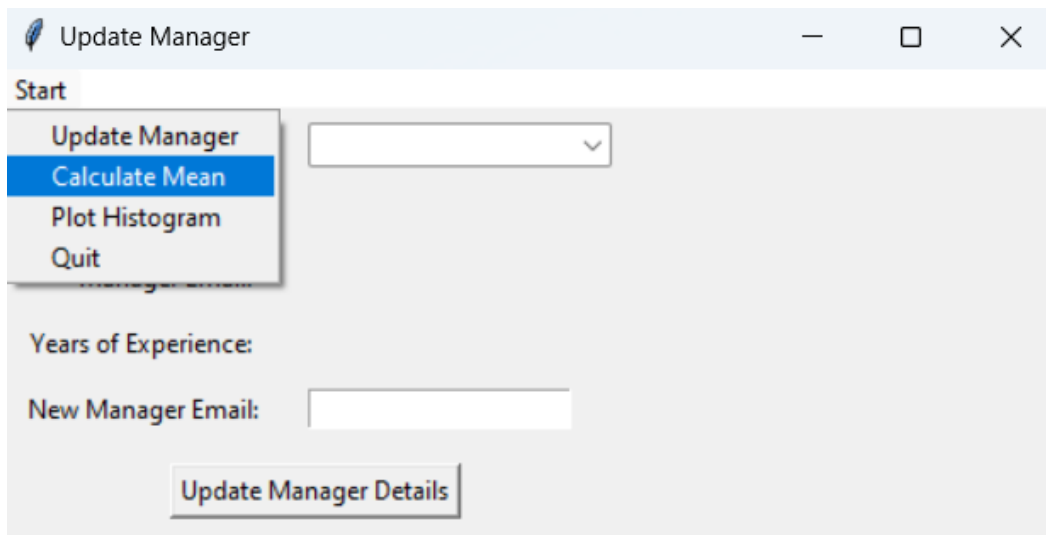 Update Manager
Start
Update Manager
Calculate Mean
Plot Histogram
Quit
Years of Experience:
New Manager Email:
Update Manager Details